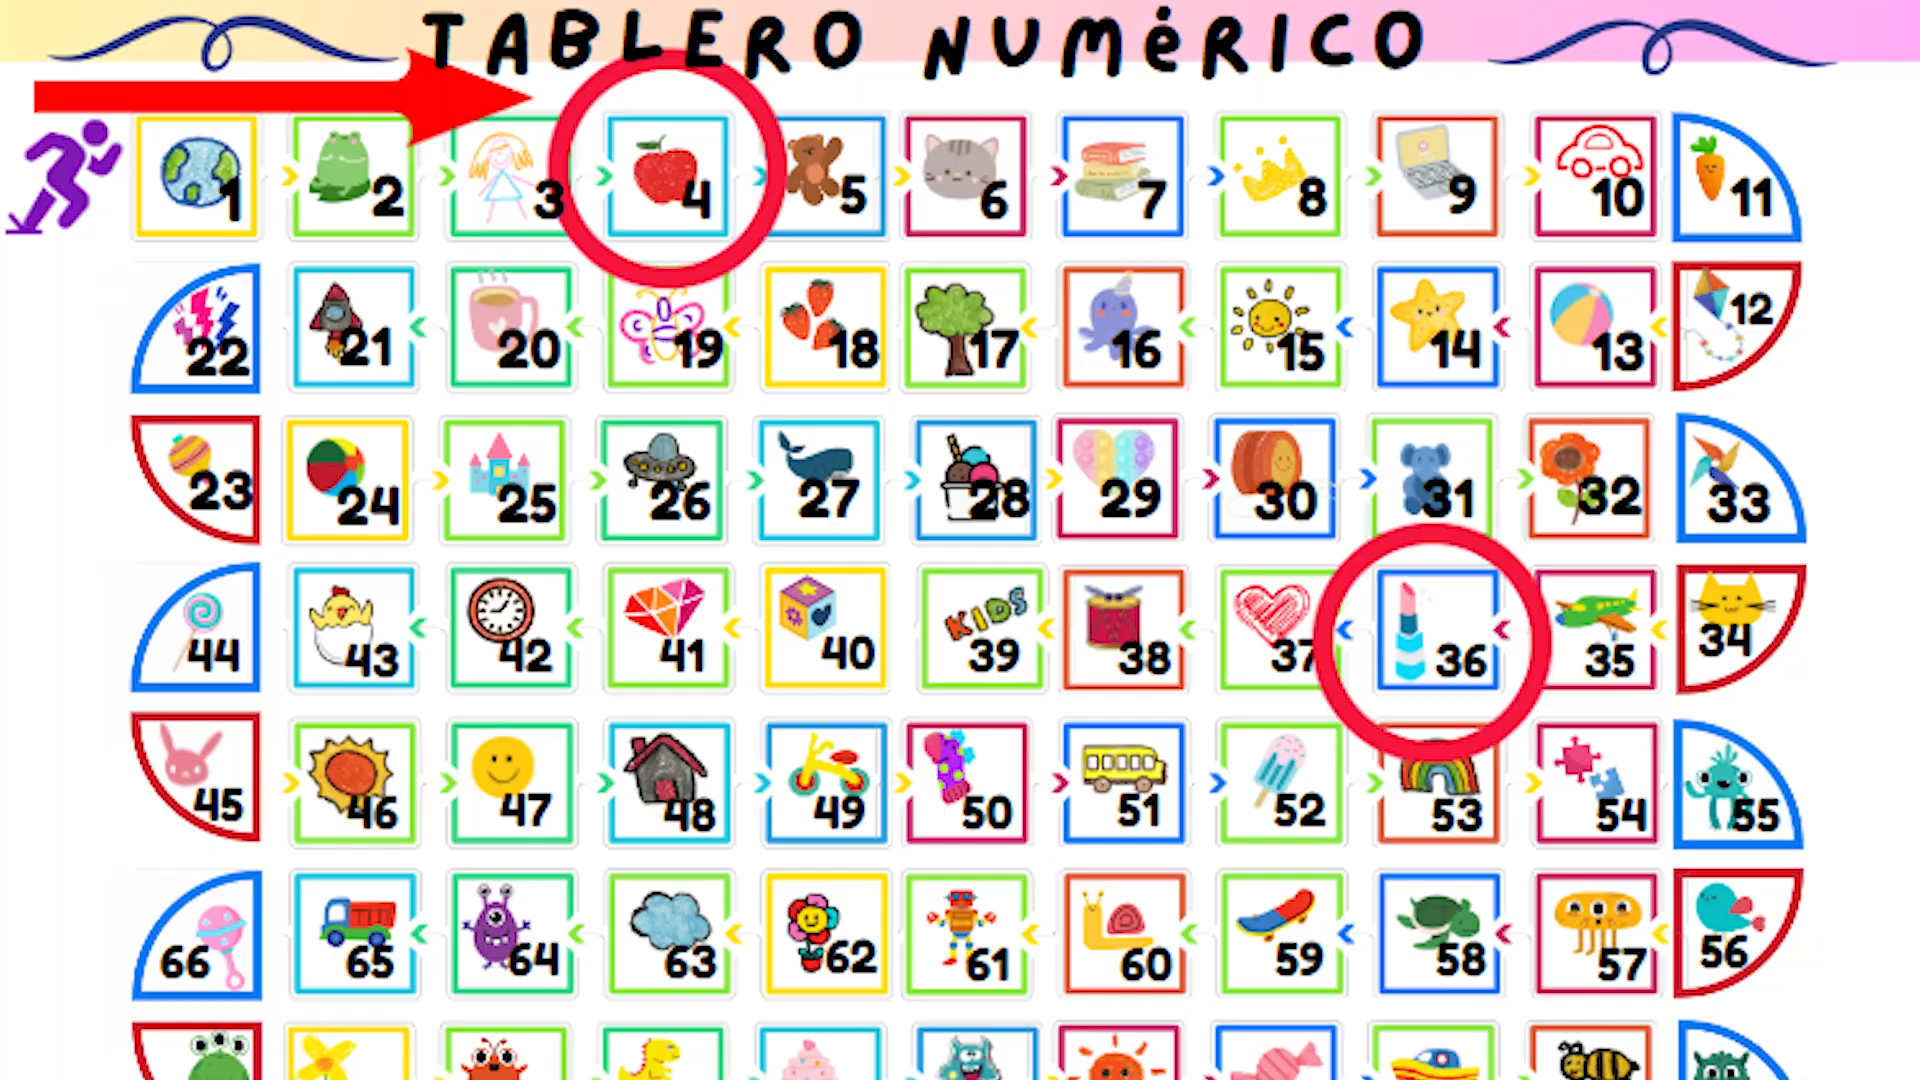 TABLERO NUMéRICO
1 2 3 4 5 6 7 8 9 10 11
22 21 20 19 18 17 16 15 14 13 12
23 24 25 26 27 28 29 30 31 32 33
44 43 42 41 40 KIDS 39 38 37 36 35 34
45 46 47 48 49 50 51 52 53 54 55
66 65 64 63 62 61 60 59 58 57 56